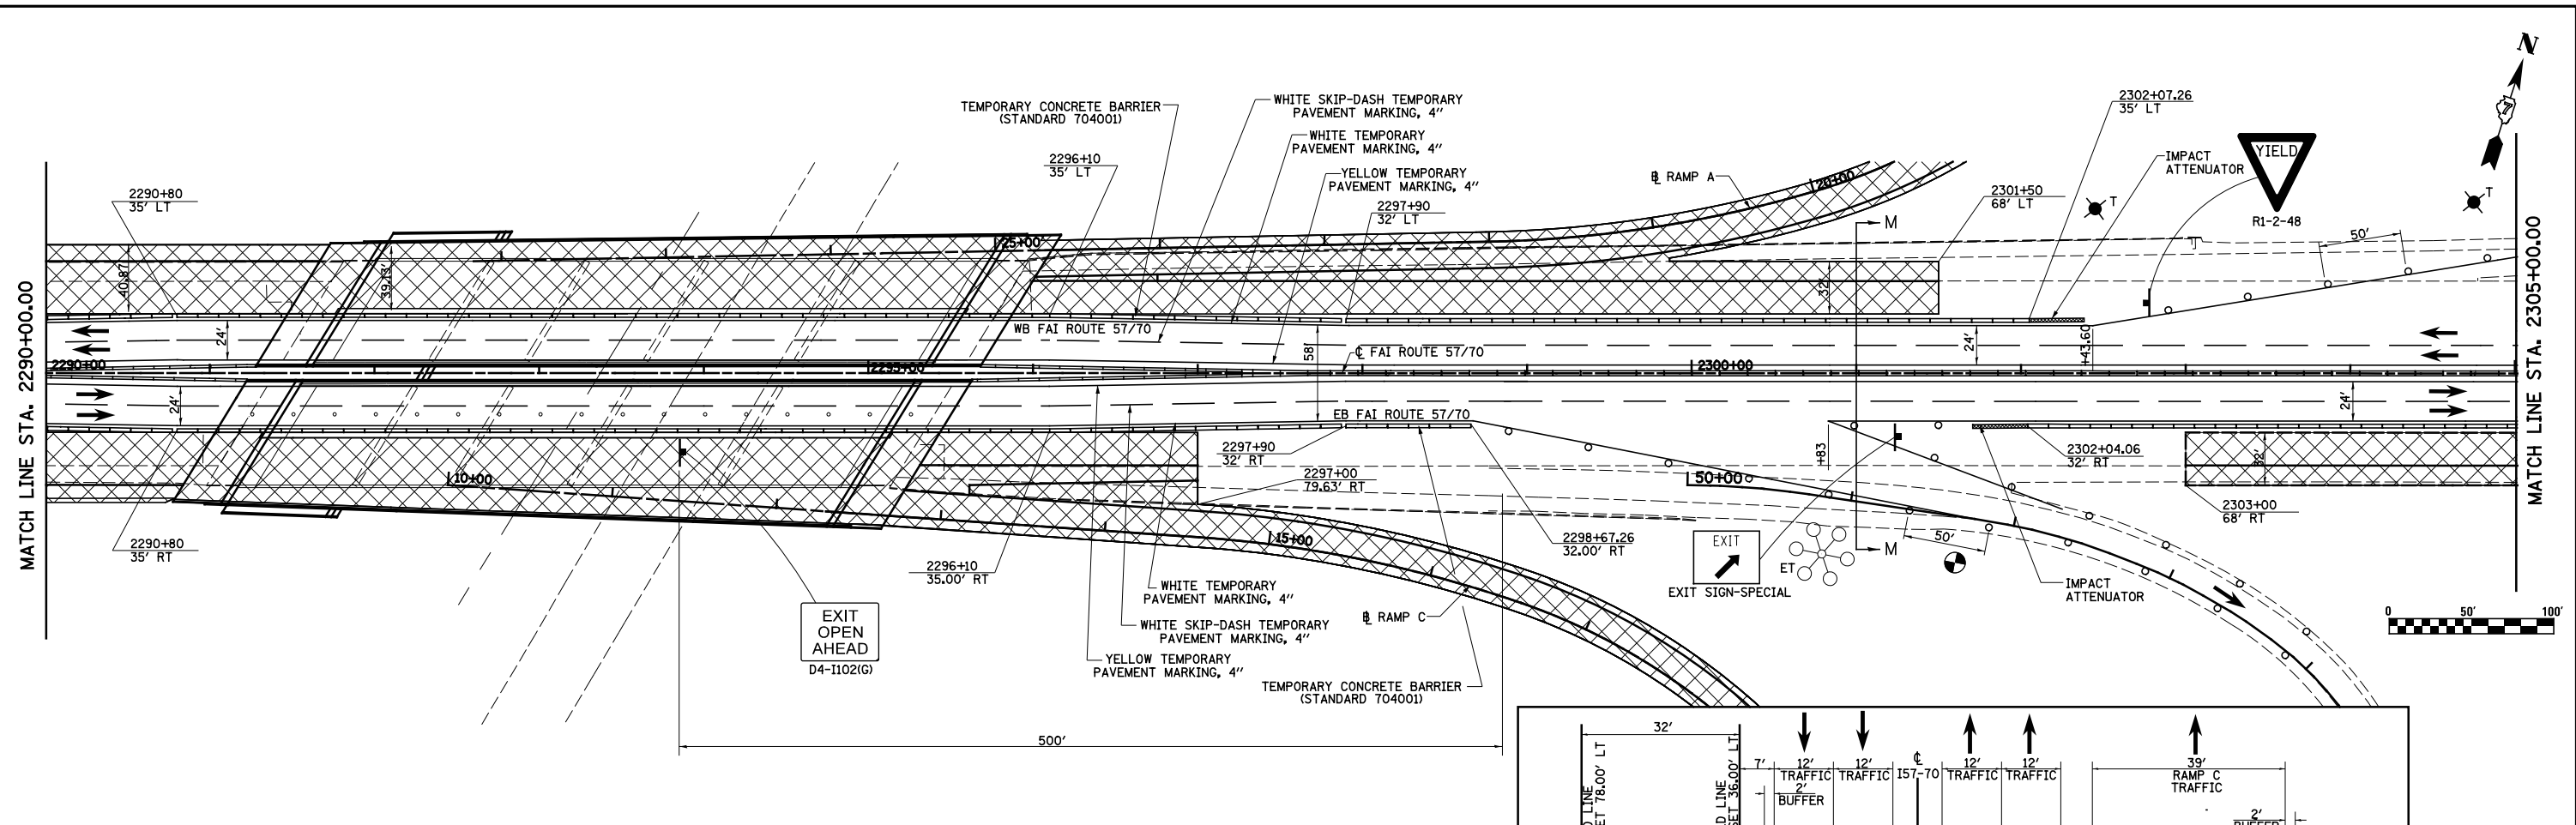 N
7
WHITE SKIP-DASH TEMPORARY
PAVEMENT MARKING, 4"
TEMPORARY CONCRETE BARRIER
(STANDARD 704001)
WHITE TEMPORARY
PAVEMENT MARKING, 4"
2296+10
35' LT
YELLOW TEMPORARY
PAVEMENT MARKING, 4"
2297+90
32' LT
2290+80
35' LT
℄ RAMP A
20+00
2302+07.26
35' LT
IMPACT
ATTENUATOR
YIELD
R1-2-48
2301+50
68' LT
T
T
M
50'
25+00
40.87'
39.13'
32'
MATCH LINE STA. 2290+00.00
MATCH LINE STA. 2305+00.00
24'
WB FAI ROUTE 57/70
58'
℄ FAI ROUTE 57/70
24'
+43.60
2290+00
2295+00
2300+00
24'
24'
EB FAI ROUTE 57/70
2297+90
32' RT
+83
2302+04.06
32' RT
32'
10+00
2297+00
79.63' RT
50+00
2303+00
68' RT
2290+80
35' RT
15+00
2298+67.26
32.00' RT
EXIT
EXIT SIGN-SPECIAL
ET
M
50'
2296+10
35.00' RT
WHITE TEMPORARY
PAVEMENT MARKING, 4"
IMPACT
ATTENUATOR
EXIT
OPEN
AHEAD
D4-I102(G)
℄ RAMP C
WHITE SKIP-DASH TEMPORARY
PAVEMENT MARKING, 4"
YELLOW TEMPORARY
PAVEMENT MARKING, 4"
TEMPORARY CONCRETE BARRIER
(STANDARD 704001)
0 50' 100'
500'
32'
7' 12' 12' ℄ 12' 12' 39'
TRAFFIC TRAFFIC I57-70 TRAFFIC TRAFFIC RAMP C
TRAFFIC
2'
BUFFER
2'
LINE
78.00' LT
LINE
36.00' LT